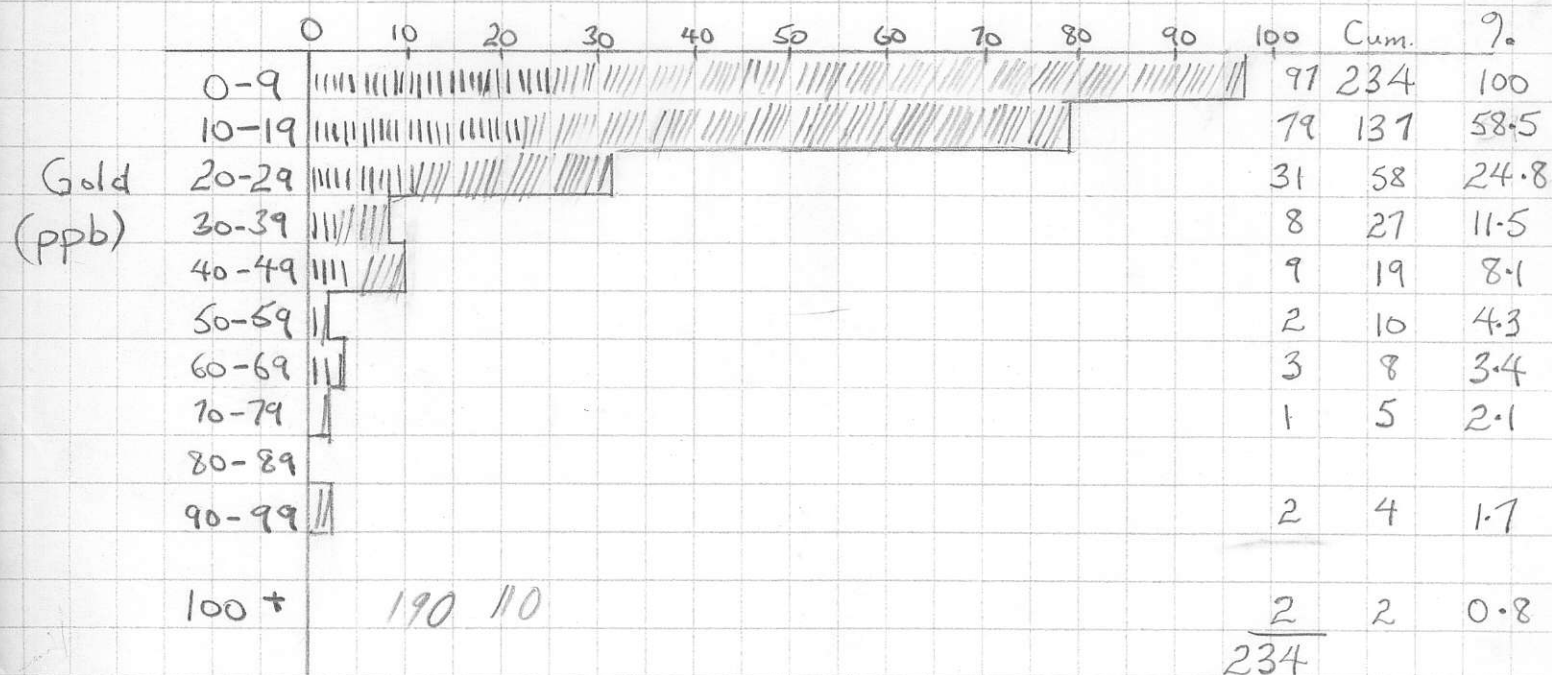 0 10 20 30 40 50 60 70 80 90 100 Cum. %
0-9 97 234 100
10-19 79 137 58.5
Gold 20-29 31 58 24.8
(ppb) 30-39 8 27 11.5
40-49 9 19 8.1
50-59 2 10 4.3
60-69 3 8 3.4
70-79 1 5 2.1
80-89
90-99 2 4 1.7
100+ 190 110 2 2 0.8
234